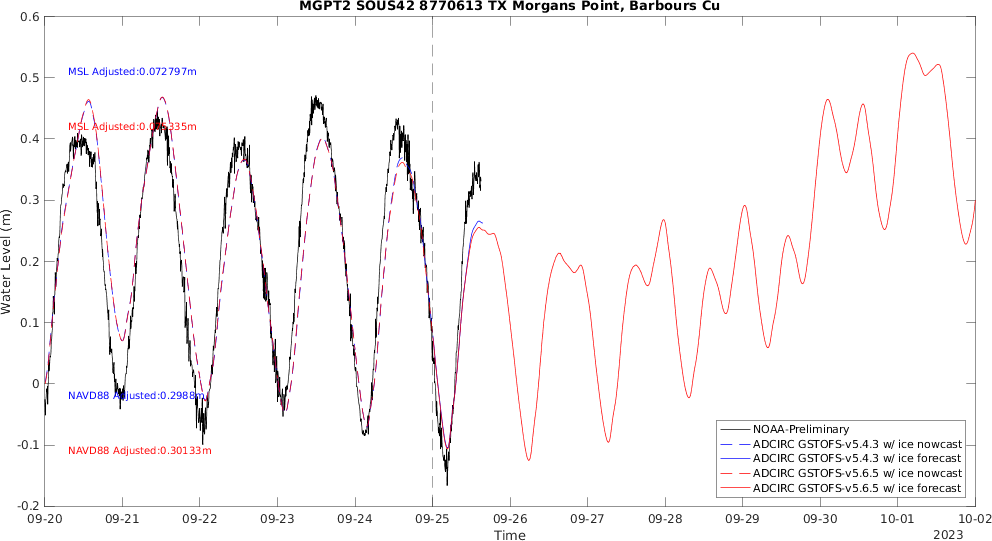 MGPT2 SOUS42 8770613 TX Morgans Point, Barbours Cu
0.6
0.5
0.4
0.3
0.2
0.1
0
-0.1
-0.2
Water Level (m)
MSL Adjusted:0.072797m
MSL Adjusted:
NAVD88 Adjusted:0.2988m
NAVD88 Adjusted:0.30133m
NOAA-Preliminary
ADCIRC GSTOFS-v5.4.3 w/ ice nowcast
ADCIRC GSTOFS-v5.4.3 w/ ice forecast
ADCIRC GSTOFS-v5.6.5 w/ ice nowcast
ADCIRC GSTOFS-v5.6.5 w/ ice forecast
09-20 09-21 09-22 09-23 09-24 09-25 09-26 09-27 09-28 09-29 09-30 10-01 10-02
Time
2023